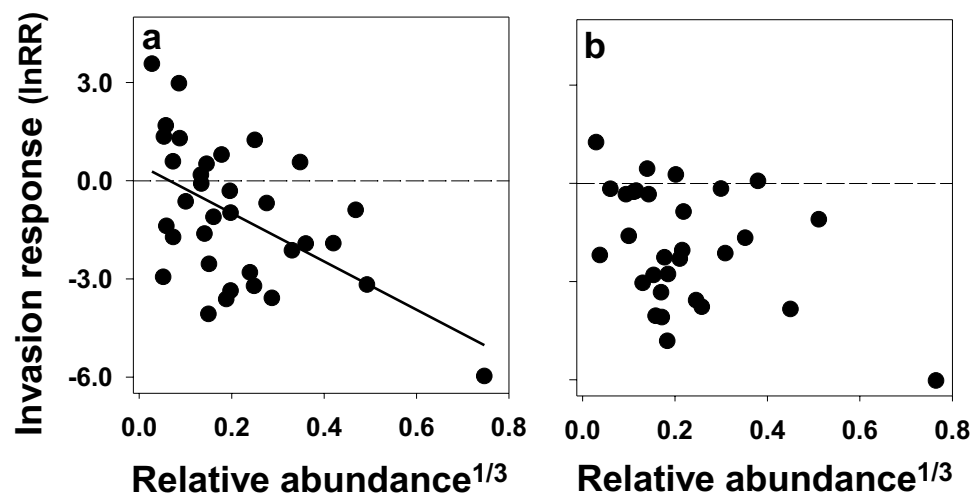 Invasion response (lnRR)
a
3.0
0.0
-3.0
-6.0
0.0 0.2 0.4 0.6 0.8
Relative abundance1/3
b
0.0 0.2 0.4 0.6 0.8
Relative abundance1/3